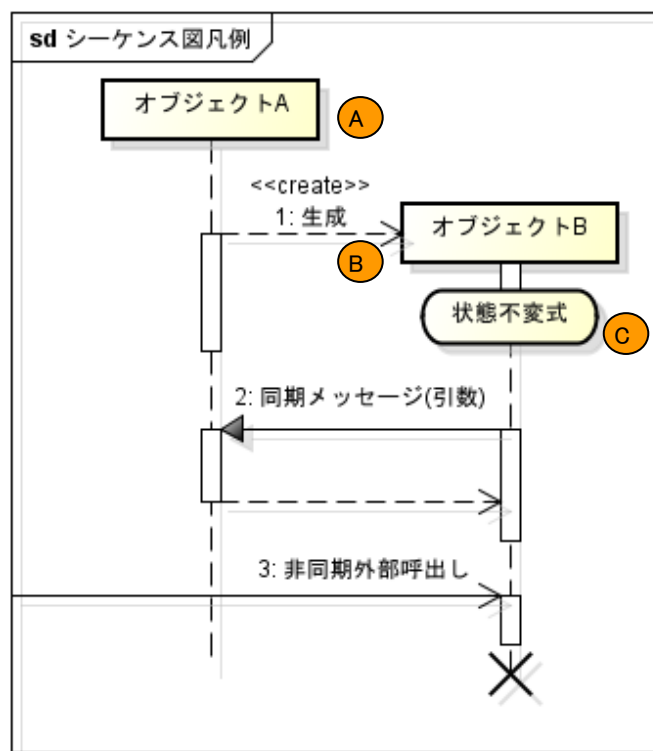 sd シーケンス図凡例
オブジェクトA
A
<<create>>
1: 生成
オブジェクトB
B
状態不変式
C
2: 同期メッセージ(引数)
3: 非同期外部呼出し